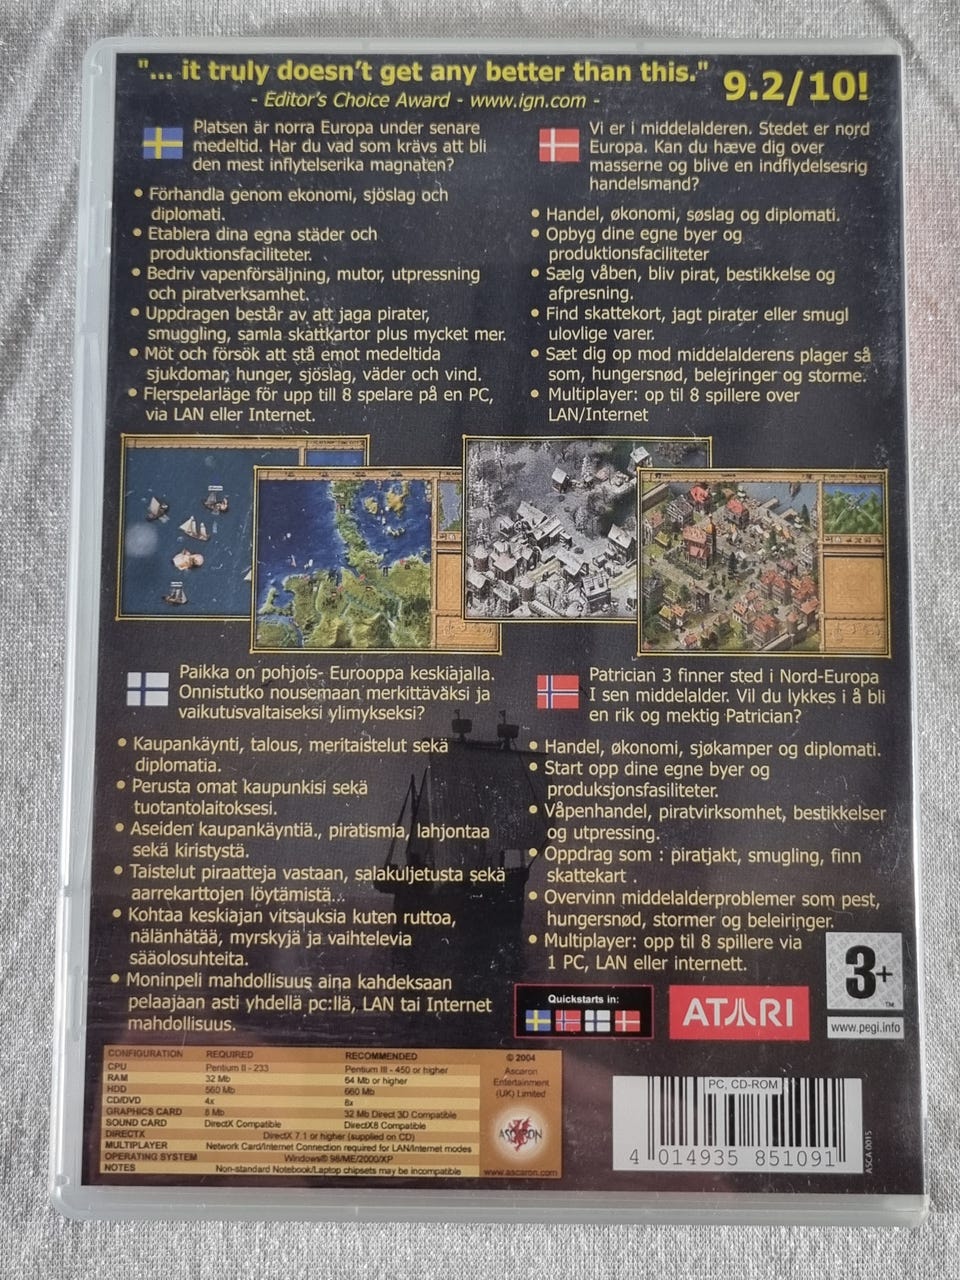 "... it truly doesn't get any better than this."
9.2/10!
- Editor's Choice Award - www.ign.com -
Platsen är norra Europa under senare
medeltid. Har du vad som krävs att bli
den mest inflytelserika magnaten?
• Förhandla genom ekonomi, sjöslag och
diplomati.
• Etablera dina egna städer och
produktionsfaciliteter.
• Bedriv vapenförsäljning, mutor, utpressning
och piratverksamhet.
• Uppdragen består av att jaga pirater,
smuggling, samla skattkartor plus mycket mer.
• Möt och försök att stå emot medeltida
sjukdomar, hunger, sjöslag, väder och vind.
• Flerspelarläge för upp till 8 spelare på en PC,
via LAN eller Internet.
Vi er i middelalderen. Stedet er nord
Europa. Kan du hæve dig over
masserne og blive en indflydelsesrig
handelsmand?
• Handel, økonomi, søslag og diplomati.
• Opbyg dine egne byer og
produktionsfaciliteter
• Sælg våben, bliv pirat, bestikkelse og
afpresning.
• Find skattekort, jagt pirater eller smugl
ulovlige varer.
• Sæt dig op mod middelalderens plager så
som, hungersnød, belejringer og storme.
• Multiplayer: op til 8 spillere over
LAN/Internet
Paikka on pohjois- Eurooppa keskiajalla.
Onnistutko nousemaan merkittäväksi ja
vaikutusvaltaiseksi ylimykseksi?
• Kaupankäynti, talous, meritaistelut sekä
diplomatia.
• Perusta omat kaupunkisi sekä
tuotantolaitoksesi.
• Aseiden kaupankäyntiä., piratismia, lahjontaa
sekä kiristystä.
• Taistelut piraatteja vastaan, salakuljetusta sekä
aarrekarttojen löytämistä...
• Kohtaa keskiajan vitsauksia kuten ruttoa,
nälänhätää, myrskyjä ja vaihtelevia
sääolosuhteita.
• Moninpeli mahdollisuus aina kahdeksaan
pelaajaan asti yhdellä pc:llä, LAN tai Internet
mahdollisuus.
Patrician 3 finner sted i Nord-Europa
I sen middelalder. Vil du lykkes i å bli
en rik og mektig Patrician?
• Handel, økonomi, sjøkamper og diplomati.
• Start opp dine egne byer og
produksjonsfasiliteter.
• Våpenhandel, piratvirksomhet, bestikkelser
og utpressing.
• Oppdrag som : piratjakt, smugling, finn
skattekart .
• Overvinn middelalderproblemer som pest,
hungersnød, stormer og beleiringer.
• Multiplayer: opp til 8 spillere via
1 PC, LAN eller internett.
Quickstarts in:
ATARI
3+
™
www.pegi.info
CONFIGURATION REQUIRED RECOMMENDED
CPU Pentium II - 233 Pentium III - 450 or higher
RAM 32 Mb 64 Mb or higher
HDD 560 Mb 660 Mb
CD/DVD 4x 8x
GRAPHICS CARD 8 Mb 32 Mb Direct 3D Compatible
SOUND CARD DirectX Compatible DirectX8 Compatible
DIRECTX DirectX 7.1 or higher (supplied on CD)
MULTIPLAYER Network Card/Internet Connection required for LAN/Internet modes
OPERATING SYSTEM Windows® 98/ME/2000/XP
NOTES Non-standard Notebook/Laptop chipsets may be incompatible
© 2004
Ascaron
Entertainment
(UK) Limited
ASCARON
www.ascaron.com
PC, CD-ROM
4 014935 851091
ASCA 0015